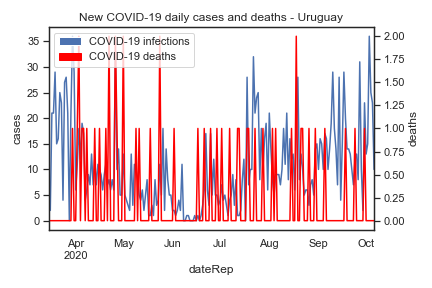 New COVID-19 daily cases and deaths - Uruguay
COVID-19 infections
COVID-19 deaths
35
30
25
20
15
10
5
0
cases
2.00
1.75
1.50
1.25
1.00
0.75
0.50
0.25
0.00
deaths
Apr May Jun Jul Aug Sep Oct
2020
dateRep